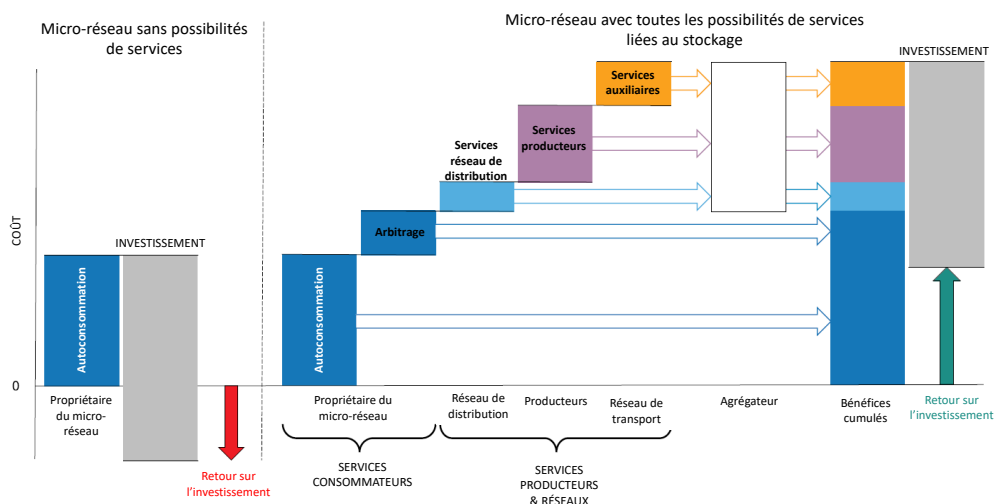 Micro-réseau sans possibilités
de services
Micro-réseau avec toutes les possibilités de services
liées au stockage
INVESTISSEMENT
Services
auxiliaires
Services
producteurs
Services
réseau de
distribution
Arbitrage
COÛT
INVESTISSEMENT
Autoconsommation
Autoconsommation
0
Propriétaire
du micro-
réseau
Retour sur
l'investissement
Propriétaire du
micro-réseau
Réseau de
distribution
Producteurs
Réseau de
transport
Agrégateur
Bénéfices
cumulés
Retour sur
l'investissement
SERVICES
CONSOMMATEURS
SERVICES
PRODUCTEURS
& RÉSEAUX